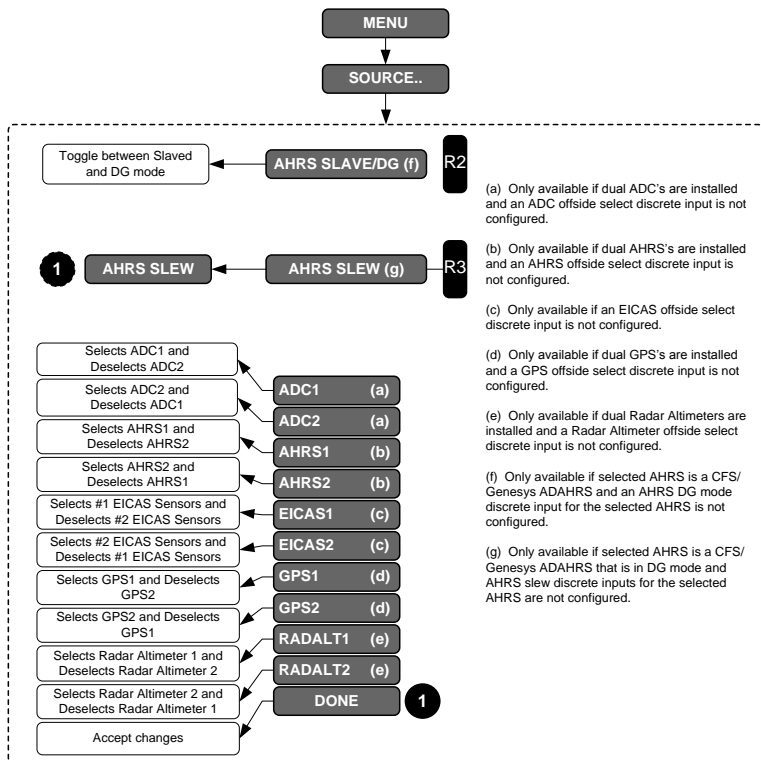 MENU
SOURCE..
Toggle between Slaved
and DG mode
AHRS SLAVE/DG (f)
R2
1
AHRS SLEW
AHRS SLEW (g)
R3
Selects ADC1 and
Deselects ADC2
ADC1 (a)
Selects ADC2 and
Deselects ADC1
ADC2 (a)
Selects AHRS1 and
Deselects AHRS2
AHRS1 (b)
Selects AHRS2 and
Deselects AHRS1
AHRS2 (b)
Selects #1 EICAS Sensors and
Deselects #2 EICAS Sensors
EICAS1 (c)
Selects #2 EICAS Sensors and
Deselects #1 EICAS Sensors
EICAS2 (c)
Selects GPS1 and Deselects
GPS2
GPS1 (d)
Selects GPS2 and Deselects
GPS1
GPS2 (d)
Selects Radar Altimeter 1 and
Deselects Radar Altimeter 2
RADALT1 (e)
Selects Radar Altimeter 2 and
Deselects Radar Altimeter 1
RADALT2 (e)
Accept changes
DONE
1
(a) Only available if dual ADC's are installed
and an ADC offside select discrete input is not
configured.
(b) Only available if dual AHRS's are installed
and an AHRS offside select discrete input is
not configured.
(c) Only available if an EICAS offside select
discrete input is not configured.
(d) Only available if dual GPS's are installed
and a GPS offside select discrete input is not
configured.
(e) Only available if dual Radar Altimeters are
installed and a Radar Altimeter offside select
discrete input is not configured.
(f) Only available if selected AHRS is a CFS/
Genesys ADAHRS and an AHRS DG mode
discrete input for the selected AHRS is not
configured.
(g) Only available if selected AHRS is a CFS/
Genesys ADAHRS that is in DG mode and
AHRS slew discrete inputs for the selected
AHRS are not configured.